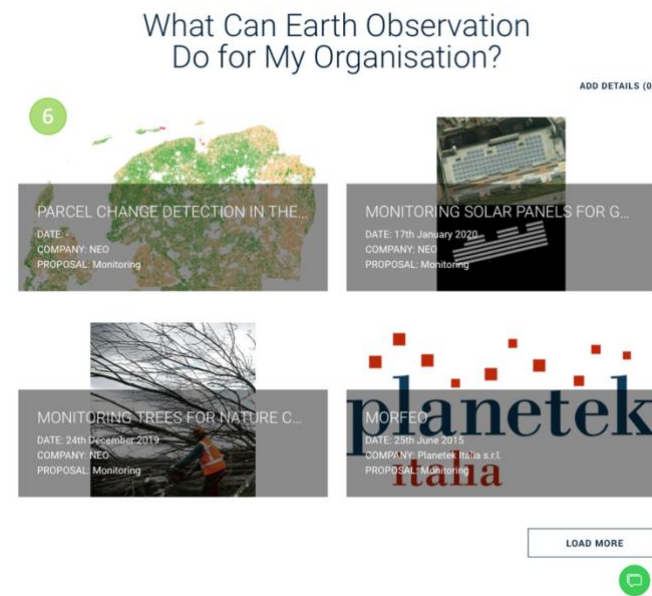 What Can Earth Observation
Do for My Organisation?
ADD DETAILS (0
6
PARCEL CHANGE DETECTION IN THE...
DATE: -
COMPANY: NEO
PROPOSAL: Monitoring
MONITORING SOLAR PANELS FOR G...
DATE: 17th January 2020
COMPANY: NEO
PROPOSAL: Monitoring
MONITORING TREES FOR NATURE C...
DATE: 24th December 2019
COMPANY: NEO
PROPOSAL: Monitoring
planetek
italia
MORFEO
DATE: 25th June 2015
COMPANY: Planetek Italia s.r.l.
PROPOSAL: Monitoring
LOAD MORE